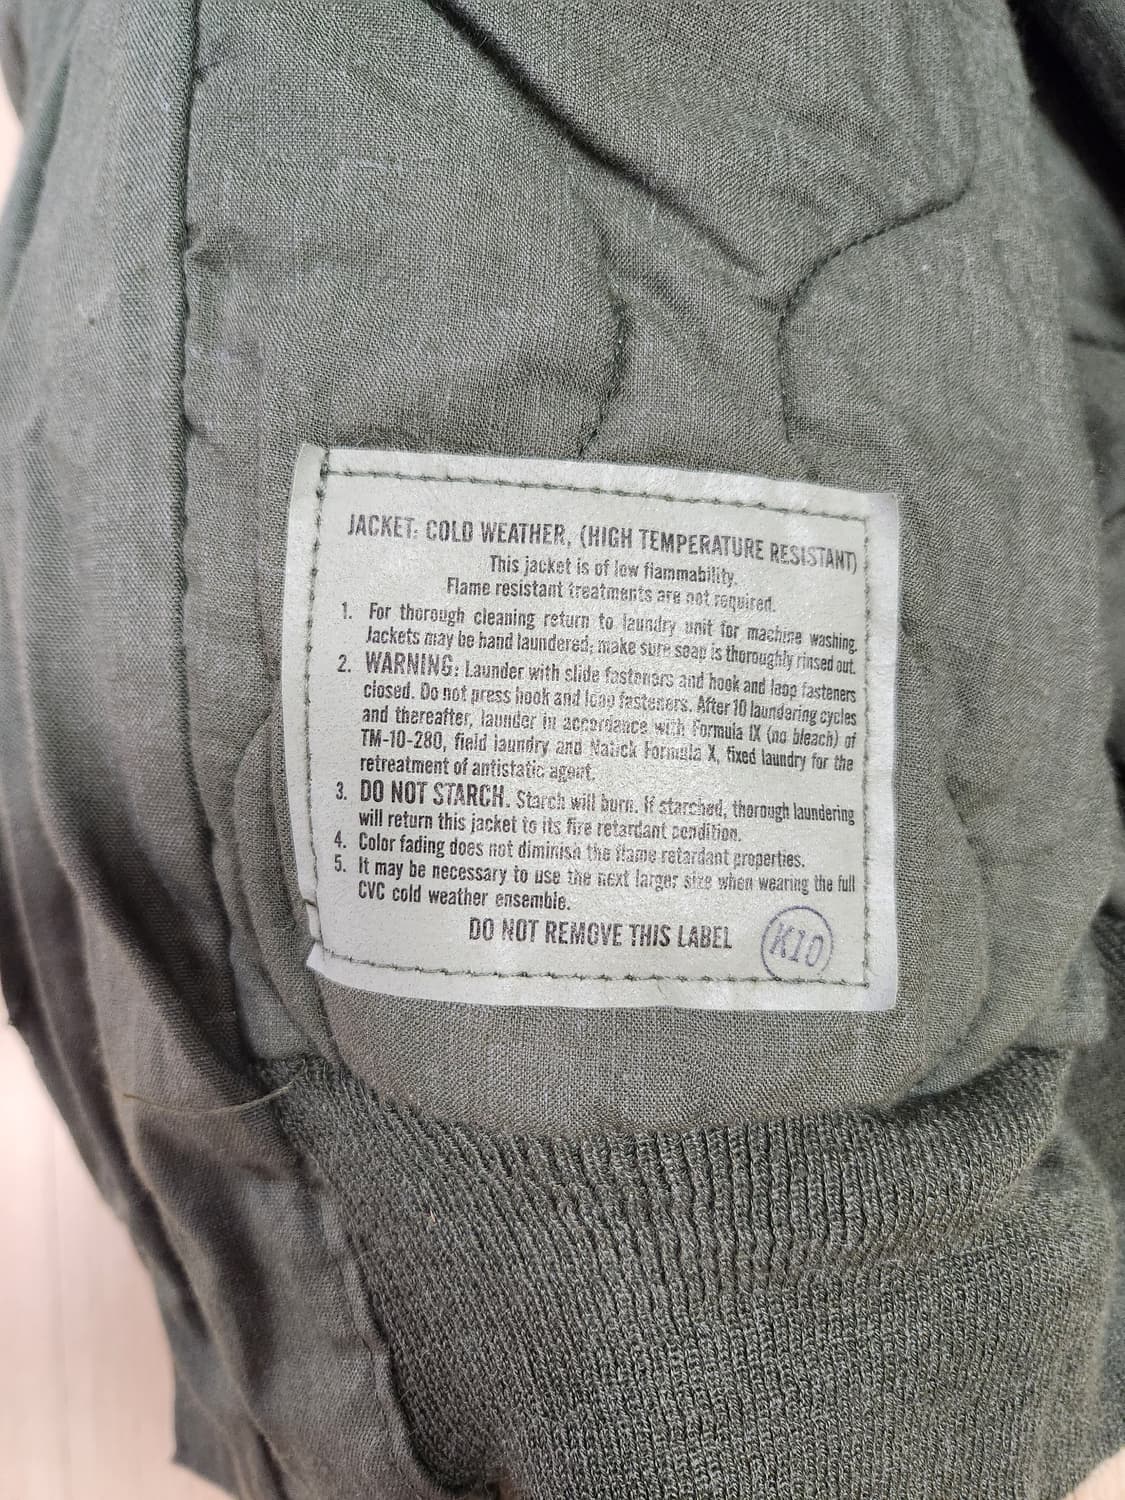 JACKET: COLD WEATHER, (HIGH TEMPERATURE RESISTANT)
This jacket is of low flammability.
Flame resistant treatments are not required.
1. For thorough cleaning return to laundry unit for machine washing.
Jackets may be hand laundered; make sure soap is thoroughly rinsed out.
2. WARNING: Launder with slide fasteners and hook and loop fasteners
closed. Do not press hook and loop fasteners. After 10 laundering cycles
and thereafter, launder in accordance with Formula IX (no bleach) of
TM-10-280, field laundry and Natick Formula X, fixed laundry for the
retreatment of antistatic agent.
3. DO NOT STARCH. Starch will burn. If starched, thorough laundering
will return this jacket to its fire retardant condition.
4. Color fading does not diminish the flame retardant properties.
5. It may be necessary to use the next larger size when wearing the full
CVC cold weather ensemble.
DO NOT REMOVE THIS LABEL
K10